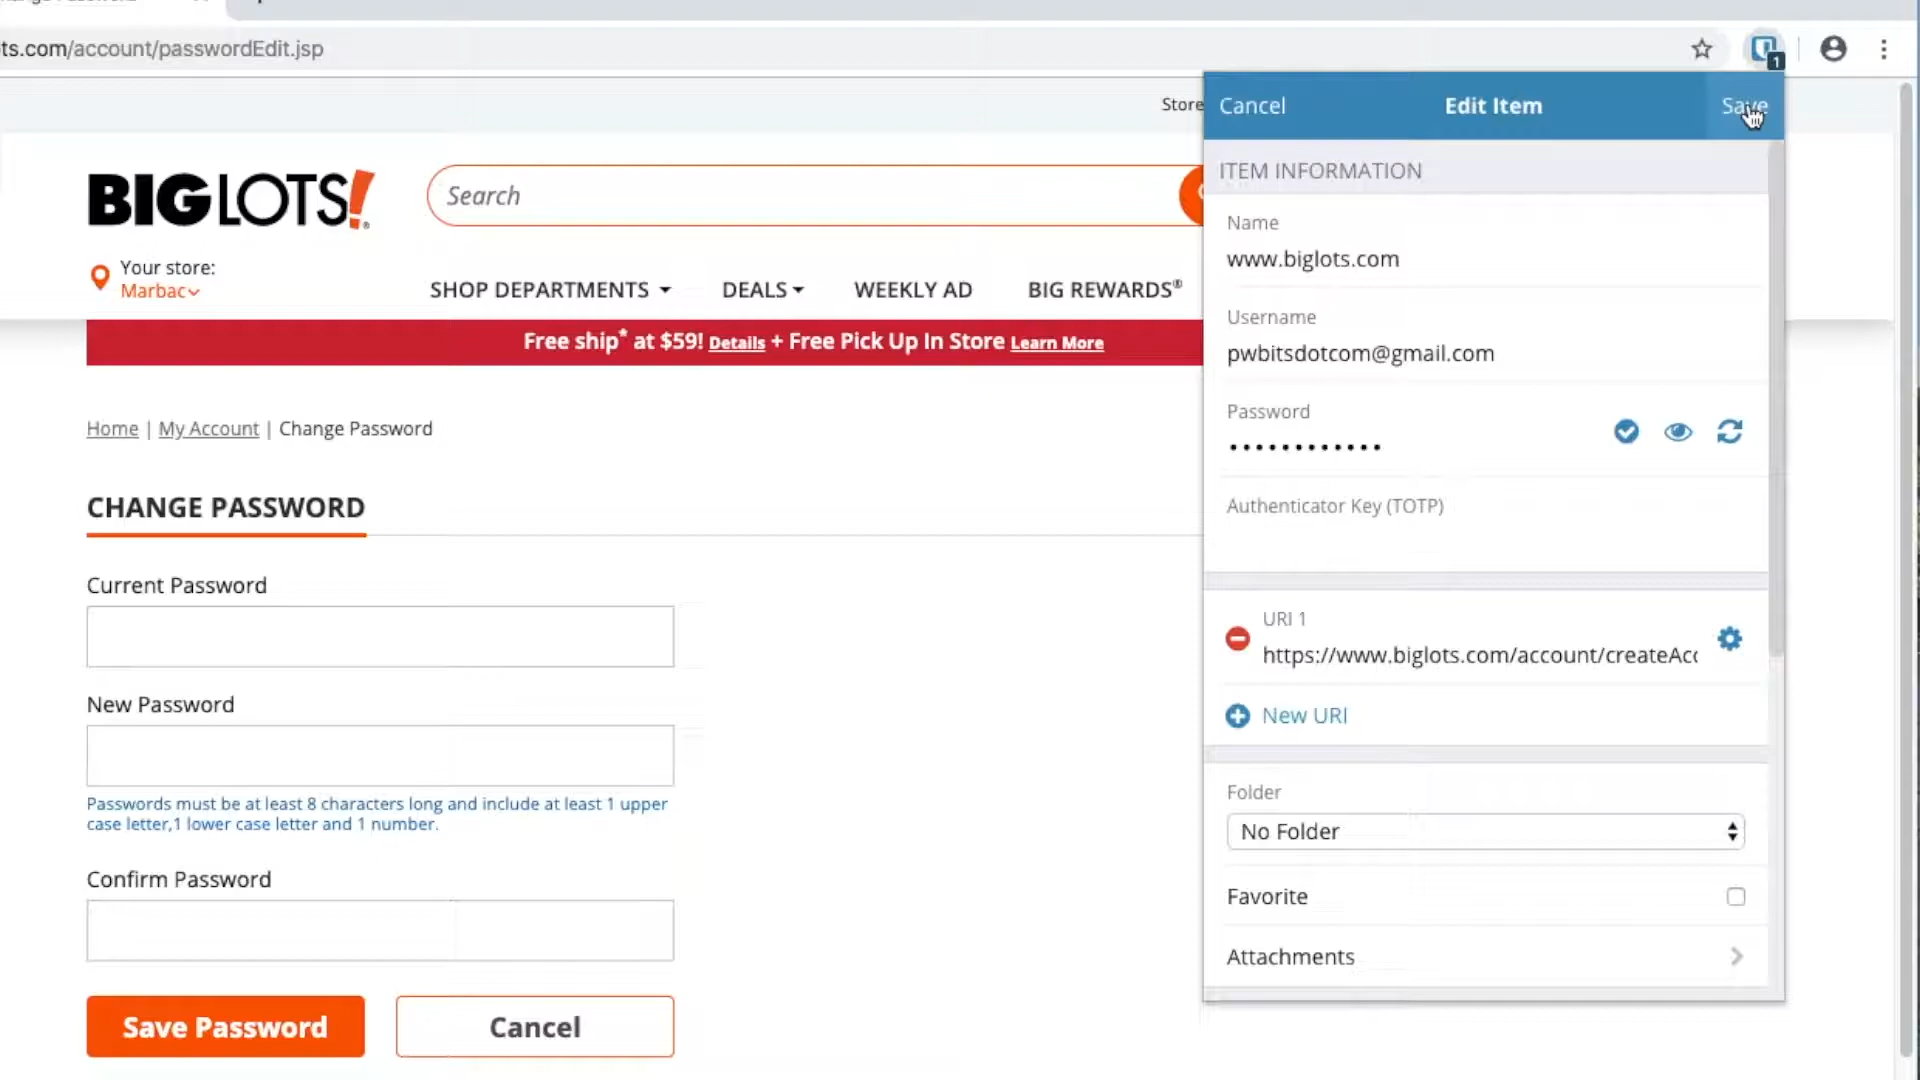 ts.com/account/passwordEdit.jsp
1
Store
Cancel
Edit Item
Save
BIG LOTS!
Search
Your store:
Marbac
SHOP DEPARTMENTS
DEALS
WEEKLY AD
BIG REWARDS®
Free ship* at $59! Details + Free Pick Up In Store Learn More
Home | My Account | Change Password
CHANGE PASSWORD
Current Password
New Password
Passwords must be at least 8 characters long and include at least 1 upper
case letter,1 lower case letter and 1 number.
Confirm Password
Save Password
Cancel
ITEM INFORMATION
Name
www.biglots.com
Username
pwbitsdotcom@gmail.com
Password
••••••••••••
Authenticator Key (TOTP)
URI 1
https://www.biglots.com/account/createAcc
New URI
Folder
No Folder
Favorite
Attachments